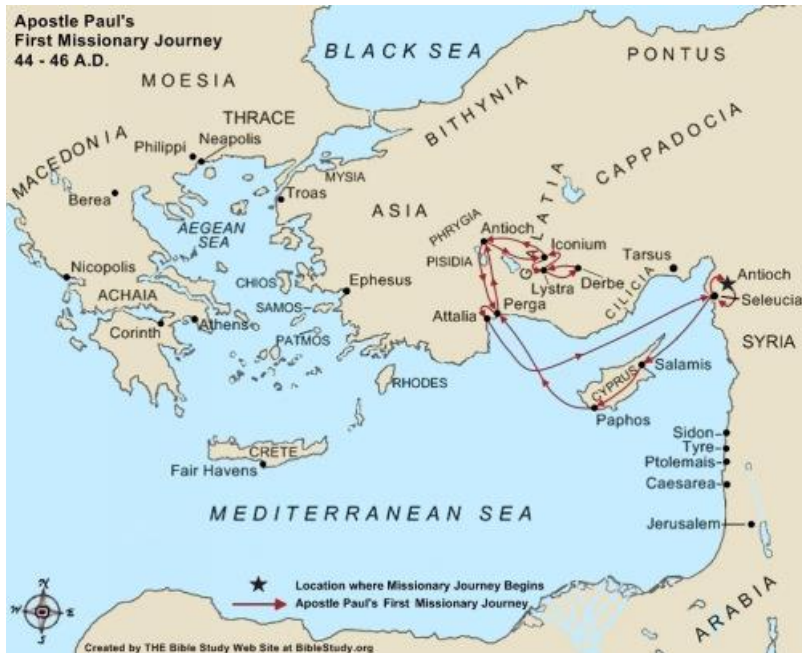 Apostle Paul's
First Missionary Journey
44 - 46 A.D.
BLACK SEA
PONTUS
MOESIA
THRACE
BITHYNIA
MACEDONIA
Philippi
Neapolis
CAPPADOCIA
MYSIA
Berea
Troas
ASIA
GALATIA
AEGEAN
SEA
PHRYGIA
Antioch
Iconium
PISIDIA
Tarsus
Nicopolis
CHIOS
Ephesus
Lystra
Derbe
CILICIA
Antioch
Seleucia
ACHAIA
SAMOS
Perga
Attalia
Corinth
Athens
PATMOS
SYRIA
RHODES
CYPRUS
Salamis
Paphos
CRETE
Fair Havens
Sidon
Tyre
Ptolemais
Caesarea
MEDITERRANEAN SEA
Jerusalem
ARABIA
N
W
E
S
Location where Missionary Journey Begins
Apostle Paul's First Missionary Journey
Created by THE Bible Study Web Site at BibleStudy.org